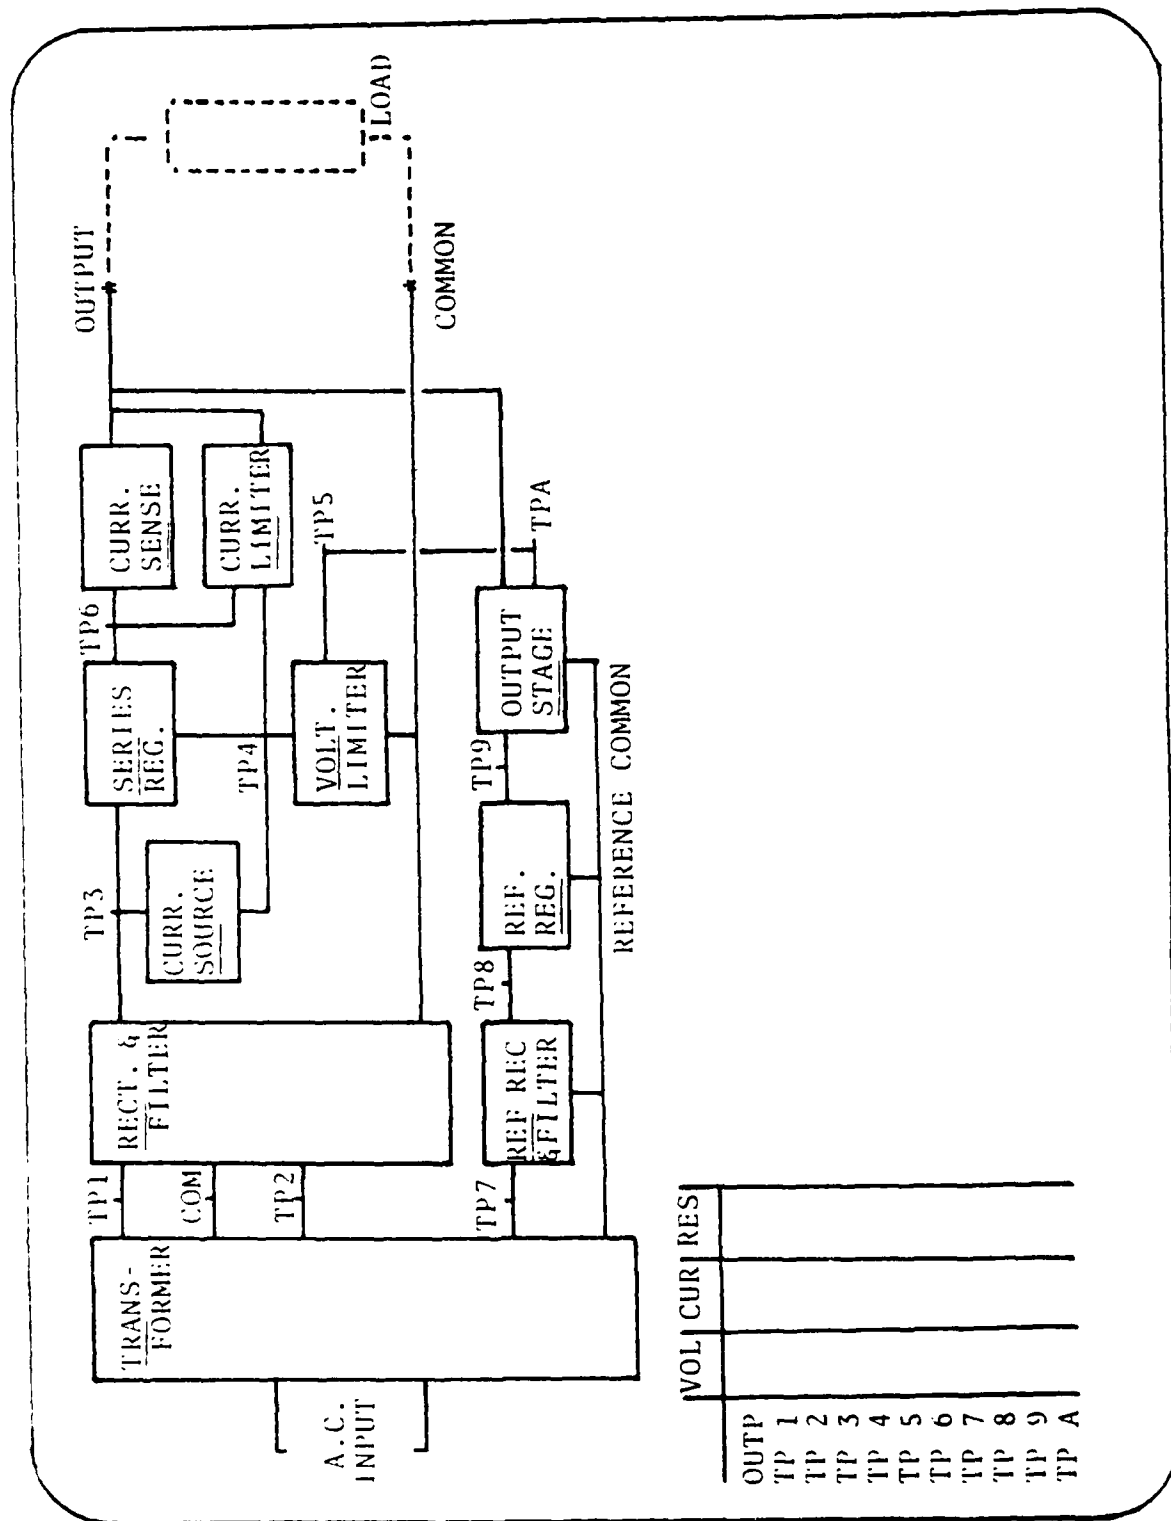 A.C.
INPUT
TRANS-
FORMER
TP1
COM
TP2
TP7
RECT. &
FILTER
REF REC
&FILTER
TP3
CURR.
SOURCE
TP8
REF.
REG.
SERIES
REG.
TP4
VOLT.
LIMITER
TP9
OUTPUT
STAGE
TP6
CURR.
SENSE
CURR.
LIMITER
TP5
TPA
REFERENCE COMMON
OUTPUT
COMMON
LOAD
VOL CUR RES
OUTP
TP 1
TP 2
TP 3
TP 4
TP 5
TP 6
TP 7
TP 8
TP 9
TP A